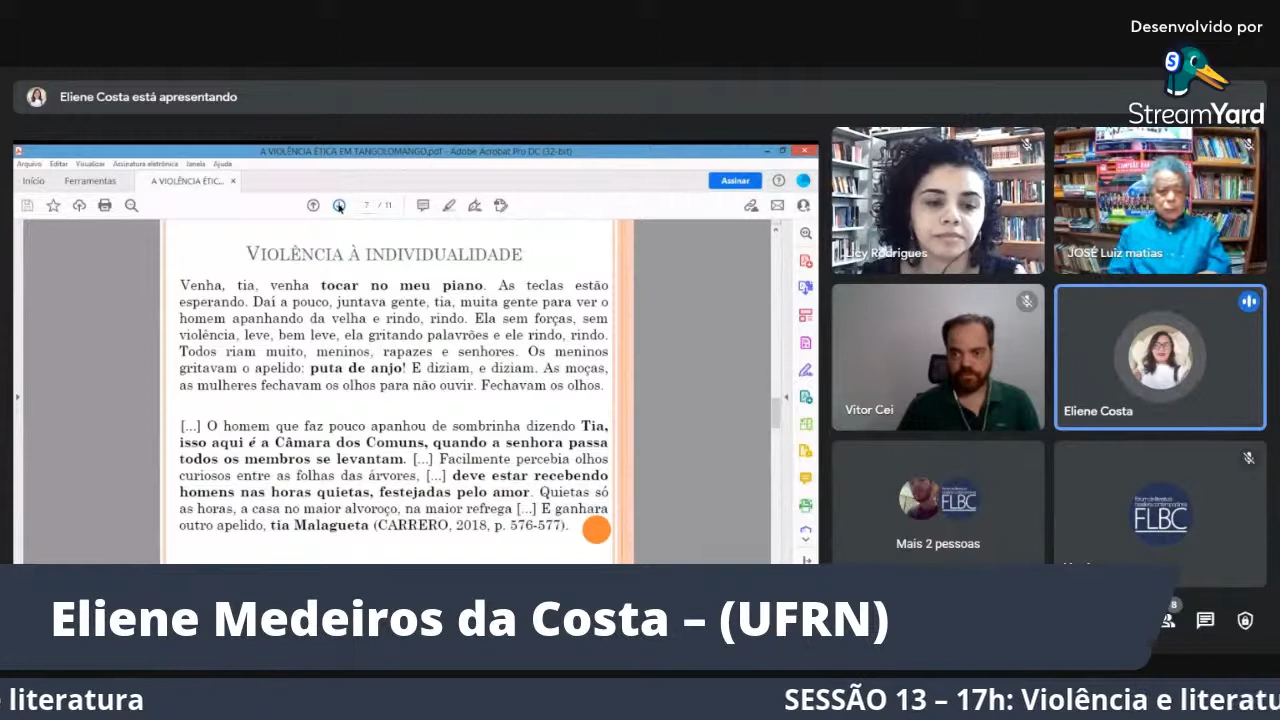 Desenvolvido por
StreamYard
Eliene Costa está apresentando
A VIOLÊNCIA ÉTICA EM TANGOLOMANGO.pdf - Adobe Acrobat Pro DC (32-bit)
Arquivo Editar Visualizar Assinatura eletrônica Janela Ajuda
Início Ferramentas A VIOLÊNCIA ÉTIC... × Assinar
7 / 11
VIOLÊNCIA À INDIVIDUALIDADE
Venha, tia, venha tocar no meu piano. As teclas estão
esperando. Daí a pouco, juntava gente, tia, muita gente para ver o
homem apanhando da velha e rindo, rindo. Ela sem forças, sem
violência, leve, bem leve, ela gritando palavrões e ele rindo, rindo.
Todos riam muito, meninos, rapazes e senhores. Os meninos
gritavam o apelido: puta de anjo! E diziam, e diziam. As moças,
as mulheres fechavam os olhos para não ouvir. Fechavam os olhos.
[...] O homem que faz pouco apanhou de sombrinha dizendo Tia,
isso aqui é a Câmara dos Comuns, quando a senhora passa
todos os membros se levantam. [...] Facilmente percebia olhos
curiosos entre as folhas das árvores, [...] deve estar recebendo
homens nas horas quietas, festejadas pelo amor. Quietas só
as horas, a casa no maior alvoroço, na maior refrega [...] E ganhara
outro apelido, tia Malagueta (CARRERO, 2018, p. 576-577).
Licy Rodrigues
JOSÉ Luiz matias
Vitor Cei
Eliene Costa
FLBC
Mais 2 pessoas
FLBC
8
Eliene Medeiros da Costa – (UFRN)
e literatura SESSÃO 13 – 17h: Violência e literatu